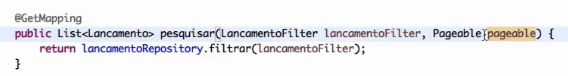 @GetMapping
public List<Lancamento> pesquisar(LancamentoFilter lancamentoFilter, Pageable pageable) {
return lancamentoRepository.filtrar(lancamentoFilter);
}